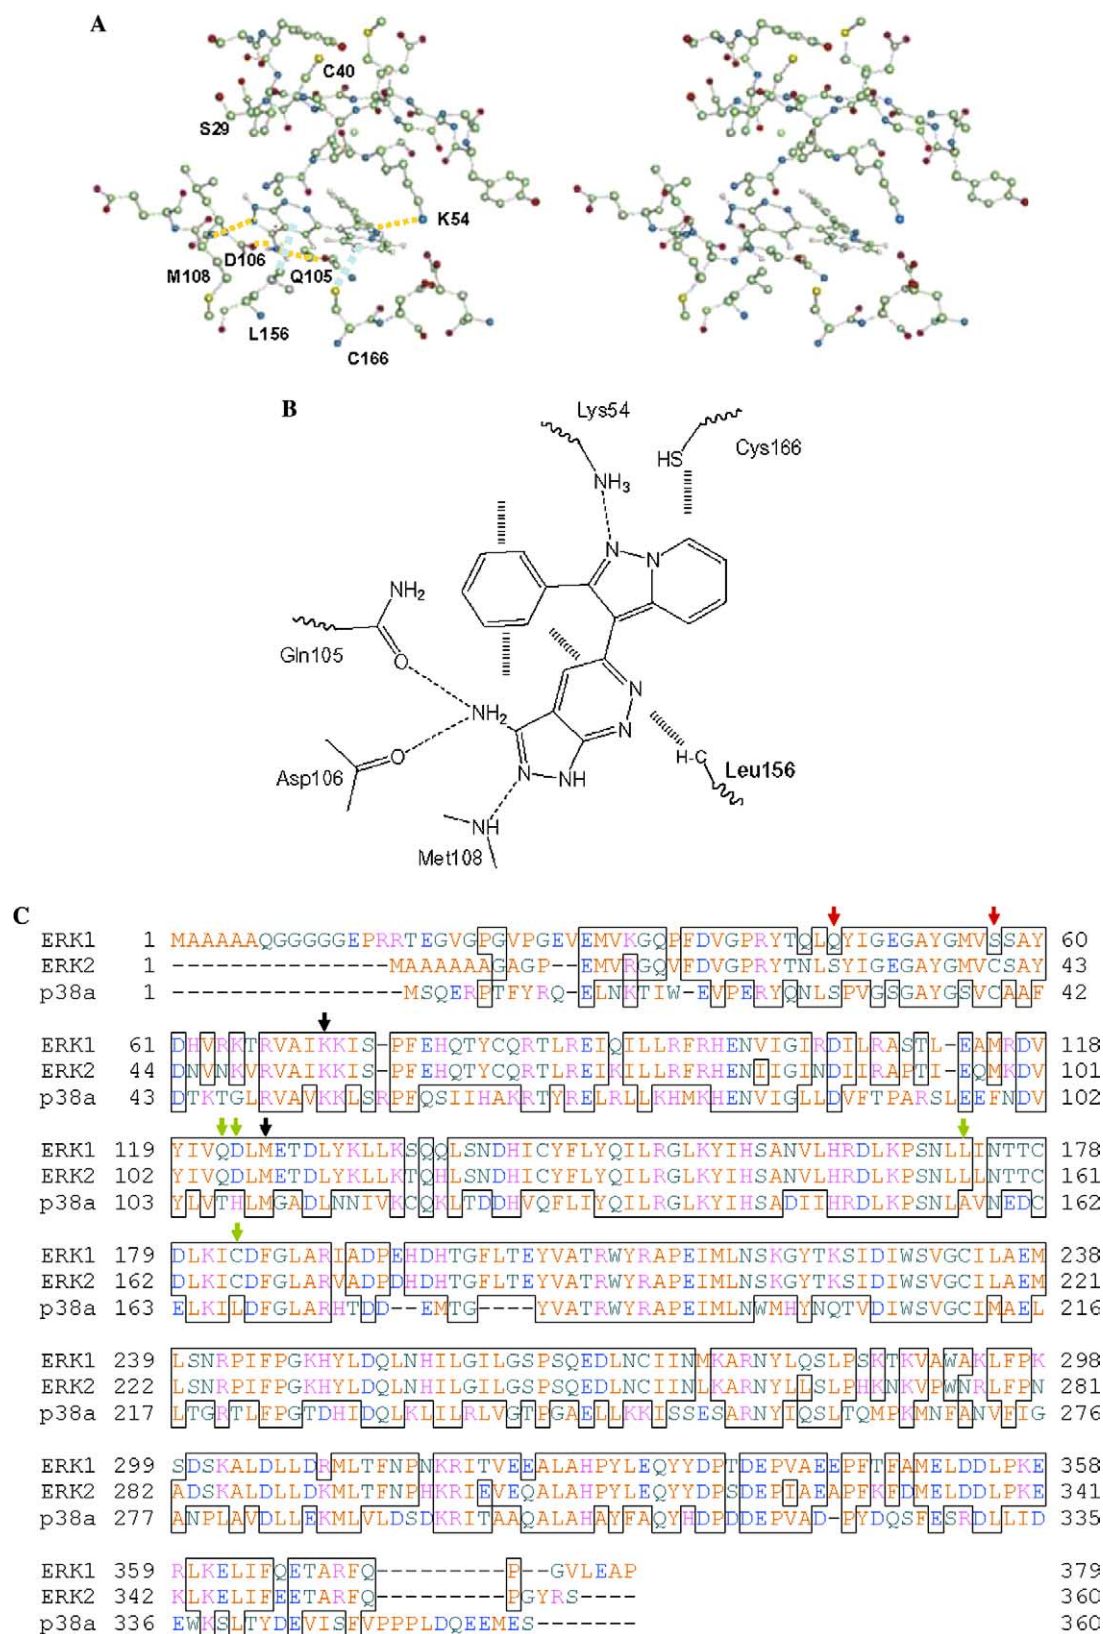 A
C40
S29
K54
D106
M108
Q105
L156
C166
B
Lys54
Cys166
HS
NH3
N
N
NH2
Gln105
O
N
NH2
N
H-C
Leu156
Asp106
O
N
NH
NH
Met108
C
ERK1 1 MAAAAAQGGGGGEPRRTEGVGPGVPGEVEMVKGQPFDVGPRYTQLQYIGEGAYGMVSSAY 60
ERK2 1 ---------------MAAAAAAGAGP--EMVRGQVFDVGPRYTNLSYIGEGAYGMVCSAY 43
p38a 1 ----------------MSQERPTFYRQ-ELNKTIW-EVPERYQNLSPVGSGAYGSVCAAF 42
ERK1 61 DHVRKTRVAIKKIS-PFEHQTYCQRTLREIQILLRFRHENVIGIRDILRASTL-EAMRDV 118
ERK2 44 DNVNKVRVAIKKIS-PFEHQTYCQRTLREIKILLRFRHENIIGINDIIRAPTI-EQMKDV 101
p38a 43 DTKTGLRVAVKKLSRPFQSIIHAKRTYRELRLLKHMKHENVIGLLDVFTPARSLEEFNDV 102
ERK1 119 YIVQDLMETDLYKLLKSQQLSNDHICYFLYQILRGLKYIHSANVLHRDLKPSNLLINTTC 178
ERK2 102 YIVQDLMETDLYKLLKTQHLSNDHICYFLYQILRGLKYIHSANVLHRDLKPSNLLLNTTC 161
p38a 103 YLVTHLMGADLNNIVKCQKLTDDHVQFLIYQILRGLKYIHSADIIHRDLKPSNLAVNEDC 162
ERK1 179 DLKICDFGLARIADPEHDHTGFLTEYVATRWYRAPEIMLNSKGYTKSIDIWSVGCILAEM 238
ERK2 162 DLKICDFGLARVADPDHDHTGFLTEYVATRWYRAPEIMLNSKGYTKSIDIWSVGCILAEM 221
p38a 163 ELKILDFGLARHTDD--EMTG----YVATRWYRAPEIMLNWMHYNQTVDIWSVGCIMAEL 216
ERK1 239 LSNRPIFPGKHYLDQLNHILGILGSPSQEDLNCIINMKARNYLQSLPSKTKVAWAKLFPK 298
ERK2 222 LSNRPIFPGKHYLDQLNHILGILGSPSQEDLNCIINLKARNYLLSLPHKNKVPWNRLFPN 281
p38a 217 LTGRTLFPGTDHIDQLKLILRLVGTPGAELLKKISSESARNYIQSLTQMPKMNFANVFIG 276
ERK1 299 SDSKALDLLDRMLTFNPNKRITVEEALAHPYLEQYYDPTDEPVAEEPFTFAMELDDLPKE 358
ERK2 282 ADSKALDLLDKMLTFNPHKRIEVEQALAHPYLEQYYDPSDEPIAEAPFKFDMELDDLPKE 341
p38a 277 ANPLAVDLLEKMLVLDSDKRITAAQALAHAYFAQYHDPDDEPVAD-PYDQSFESRDLLID 335
ERK1 359 RLKELIFQETARFQ---------P--GVLEAP 379
ERK2 342 KLKELIFEETARFQ---------PGYRS---- 360
p38a 336 EWKSLTYDEVISFVPPPLDQEEMES------- 360